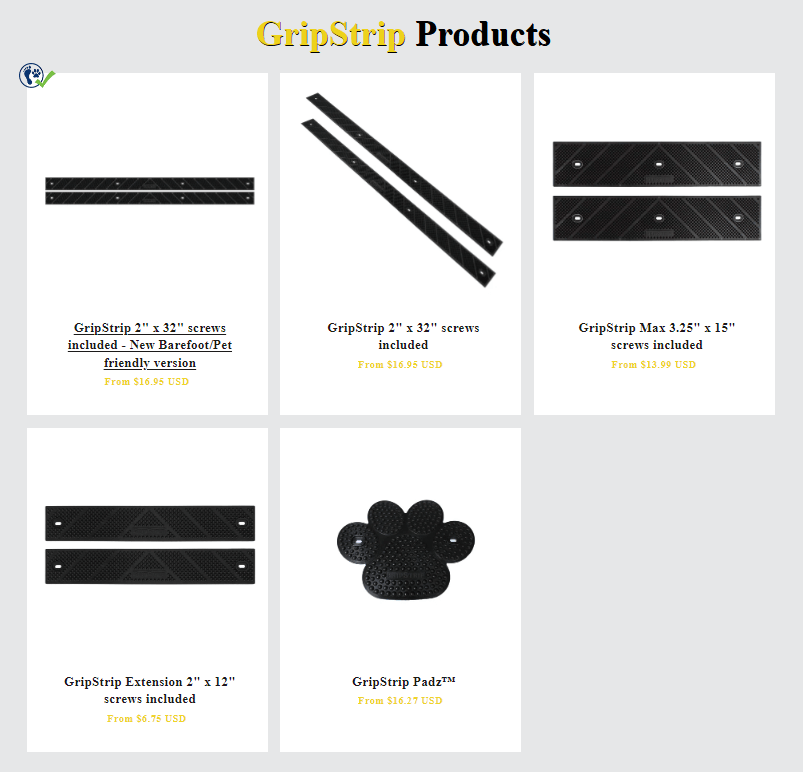 GripStrip Products
GripStrip 2" x 32" screws
included - New Barefoot/Pet
friendly version
From $16.95 USD
GripStrip 2" x 32" screws
included
From $16.95 USD
GripStrip Max 3.25" x 15"
screws included
From $13.99 USD
GripStrip Extension 2" x 12"
screws included
From $6.75 USD
GripStrip Padz™
From $16.27 USD